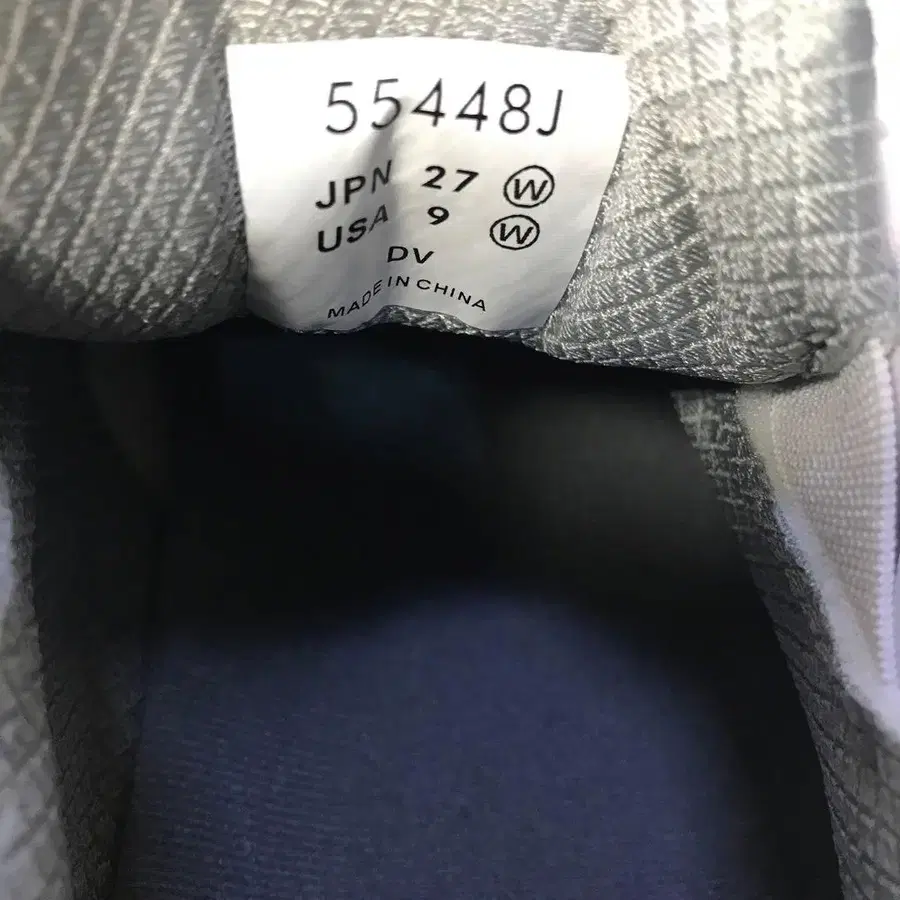 55448J
JPN 27 Ⓦ
USA 9 Ⓦ
DV
MADE IN CHINA